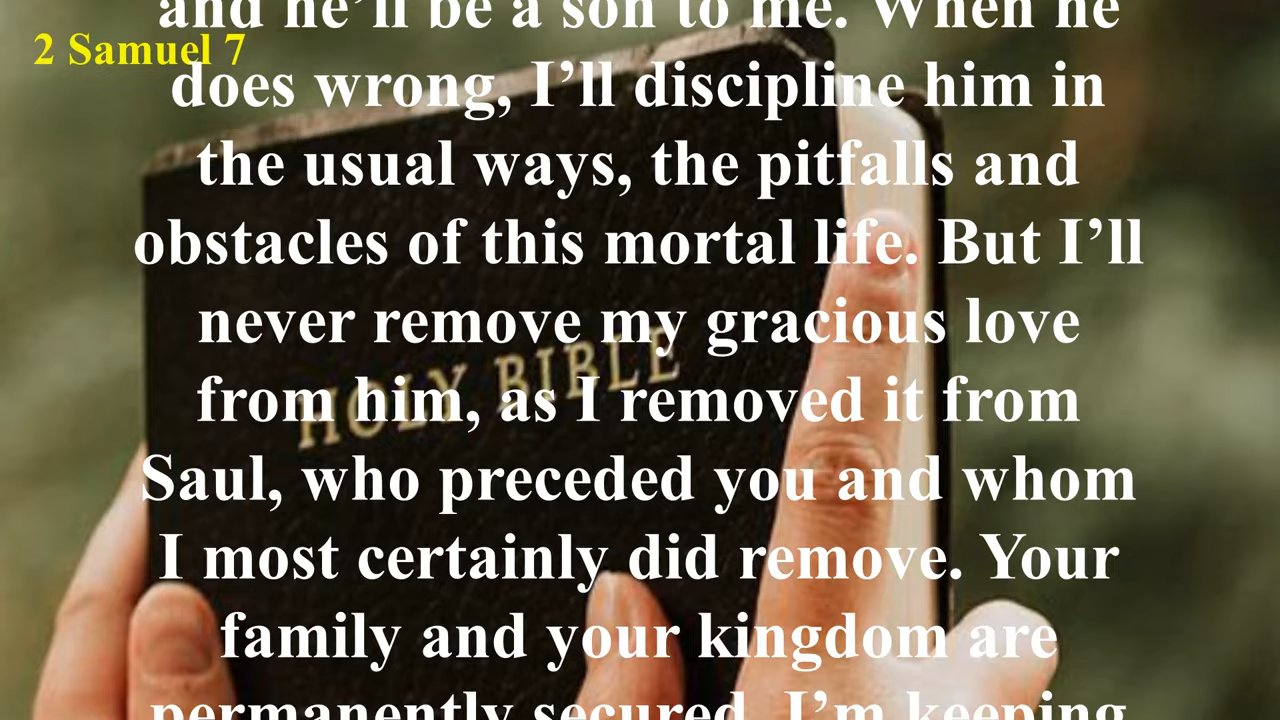 and he’ll be a son to me. When he
2 Samuel 7
does wrong, I’ll discipline him in
the usual ways, the pitfalls and
obstacles of this mortal life. But I’ll
never remove my gracious love
from him, as I removed it from
Saul, who preceded you and whom
I most certainly did remove. Your
family and your kingdom are
permanently secured. I’m keeping
HOLY BIBLE